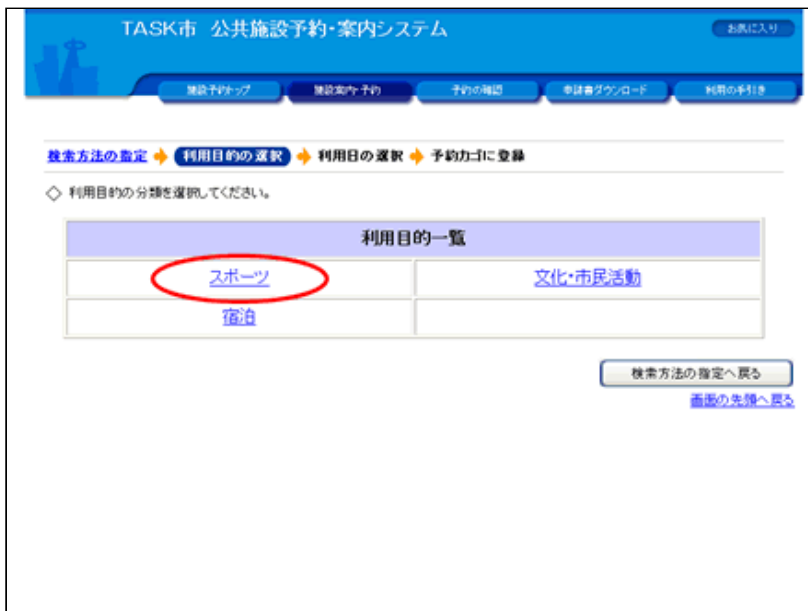 TASK市 公共施設予約・案内システム
お気に入り
施設予約トップ 施設案内・予約 予約の確認 申請書ダウンロード 利用の手引き
検索方法の指定 利用目的の選択 利用日の選択 予約カゴに登録
◇ 利用目的の分類を選択してください。
利用目的一覧
スポーツ 文化・市民活動
宿泊
検索方法の指定へ戻る
画面の先頭へ戻る